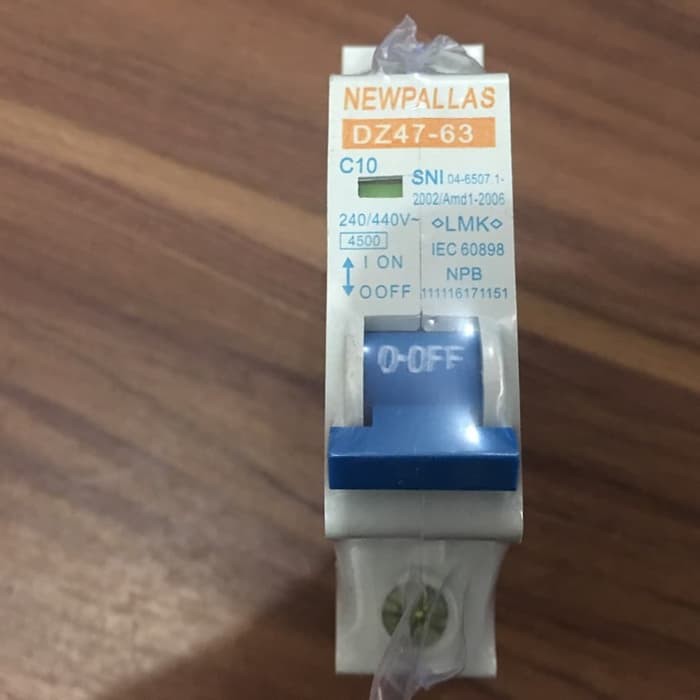 NEWPALLAS
DZ47-63
C10
SNI 04-6507.1-
2002/Amd1-2006
240/440V~
◇LMK◇
4500
IEC 60898
I ON
NPB
O OFF
111116171151
O-OFF